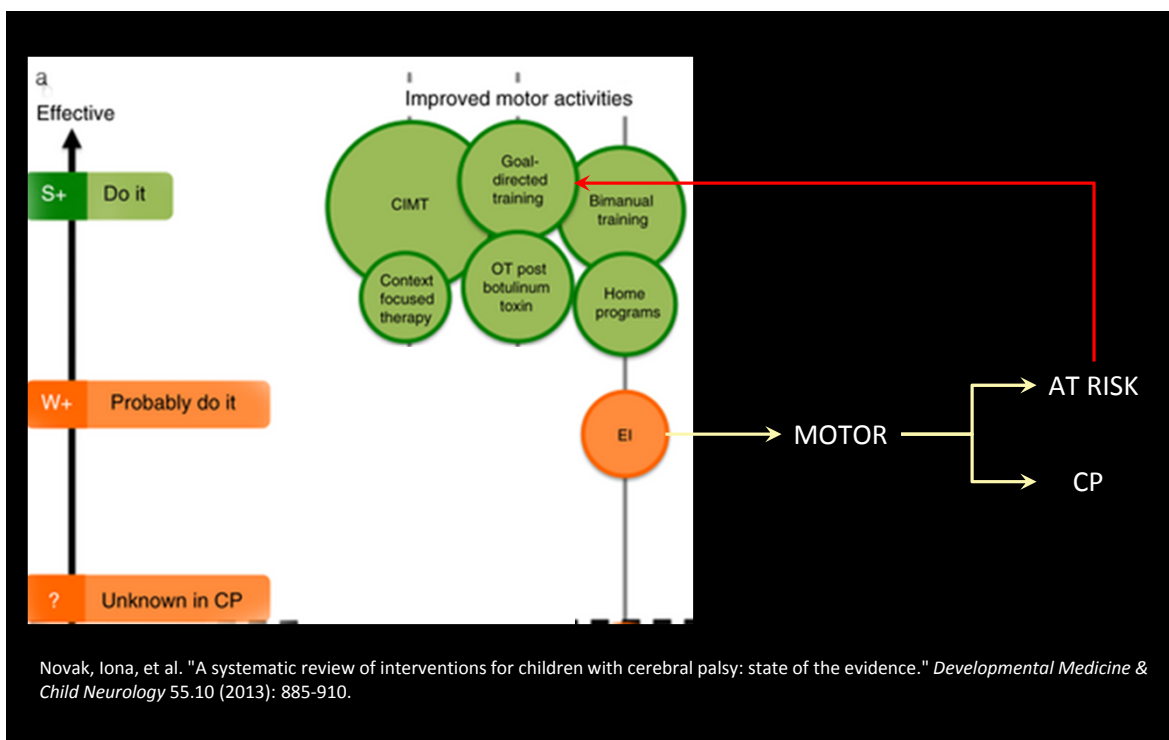 a
Effective
Improved motor activities
S+ Do it
CIMT
Goal-
directed
training
Bimanual
training
Context
focused
therapy
OT post
botulinum
toxin
Home
programs
W+ Probably do it
EI
MOTOR
AT RISK
CP
? Unknown in CP
Novak, Iona, et al. "A systematic review of interventions for children with cerebral palsy: state of the evidence." Developmental Medicine &
Child Neurology 55.10 (2013): 885-910.